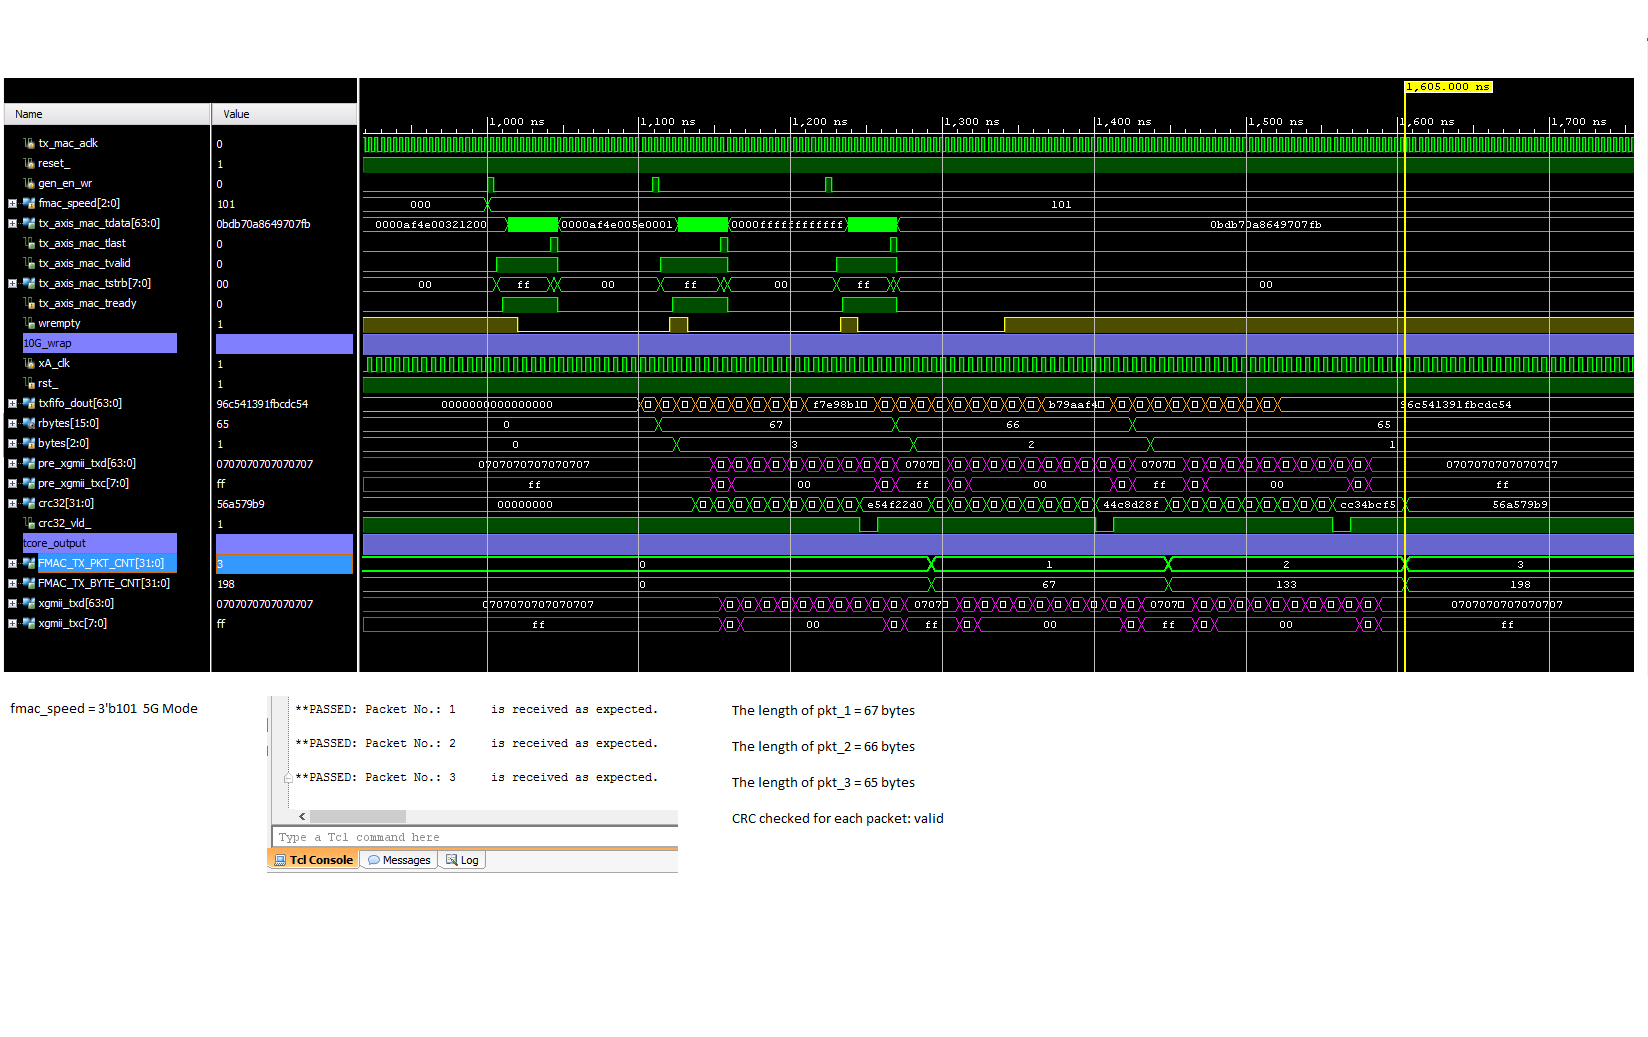 1,605.000 ns
Name Value
1,000 ns 1,100 ns 1,200 ns 1,300 ns 1,400 ns 1,500 ns 1,600 ns 1,700 ns
tx_mac_aclk 0
reset_ 1
gen_en_wr 0
fmac_speed[2:0] 101 000 101
tx_axis_mac_tdata[63:0] 0bdb70a8649707fb 0000af4e00321200 0000af4e005e0001 0000ffffffffffff 0bdb70a8649707fb
tx_axis_mac_tlast 0
tx_axis_mac_tvalid 0
tx_axis_mac_tstrb[7:0] 00 00 ff 00 ff 00 ff 00
tx_axis_mac_tready 0
wrempty 1
10G_wrap
xA_clk 1
rst_ 1
txfifo_dout[63:0] 96c541391fbcdc54 0000000000000000 f7e98b10 b79aaf40 96c541391fbcdc54
rbytes[15:0] 65 0 67 66 65
bytes[2:0] 1 0 3 2 1
pre_xgmii_txd[63:0] 0707070707070707 0707070707070707 0707 0707 0707070707070707
pre_xgmii_txc[7:0] ff ff 00 ff 00 ff 00 ff
crc32[31:0] 56a579b9 00000000 e54f22d0 44c8d28f cc34bcf5 56a579b9
crc32_vld_ 1
tcore_output
FMAC_TX_PKT_CNT[31:0] 3 0 1 2 3
FMAC_TX_BYTE_CNT[31:0] 198 0 67 133 198
xgmii_txd[63:0] 0707070707070707 0707070707070707 0707 0707 0707070707070707
xgmii_txc[7:0] ff ff 00 ff 00 ff 00 ff
fmac_speed = 3'b101 5G Mode
**PASSED: Packet No.: 1 is received as expected.
The length of pkt_1 = 67 bytes
**PASSED: Packet No.: 2 is received as expected.
The length of pkt_2 = 66 bytes
**PASSED: Packet No.: 3 is received as expected.
The length of pkt_3 = 65 bytes
CRC checked for each packet: valid
Type a Tcl command here
Tcl Console Messages Log